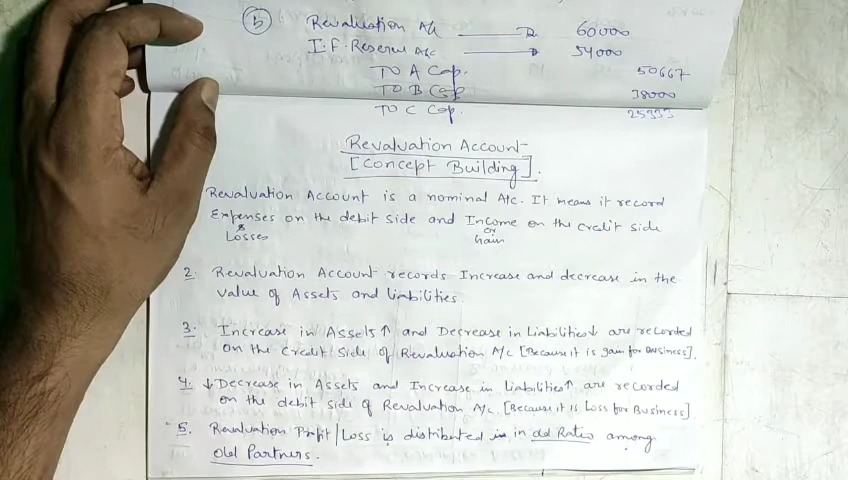 (b) Revaluation A/c → Dr 60000
I.F. Reserve A/c → Dr 54000
TO A Cap. 50667
TO B Cap 38000
TO C Cap. 25333
Revaluation Account
[Concept Building].
Revaluation Account is a nominal A/c. It means it record
Expenses on the debit side and Income on the credit side
& Losses or Gain
2. Revaluation Account records Increase and decrease in the
value of Assets and liabilities.
3. Increase in Assets ↑ and Decrease in Liabilities ↓ are recorded
on the credit side of Revaluation A/c [Because it is gain for Business].
4. ↓ Decrease in Assets and Increase in Liabilities ↑ are recorded
on the debit side of Revaluation A/c. [Because it is Loss for Business]
5. Revaluation Profit/Loss is distributed in old Ratio among
old Partners.